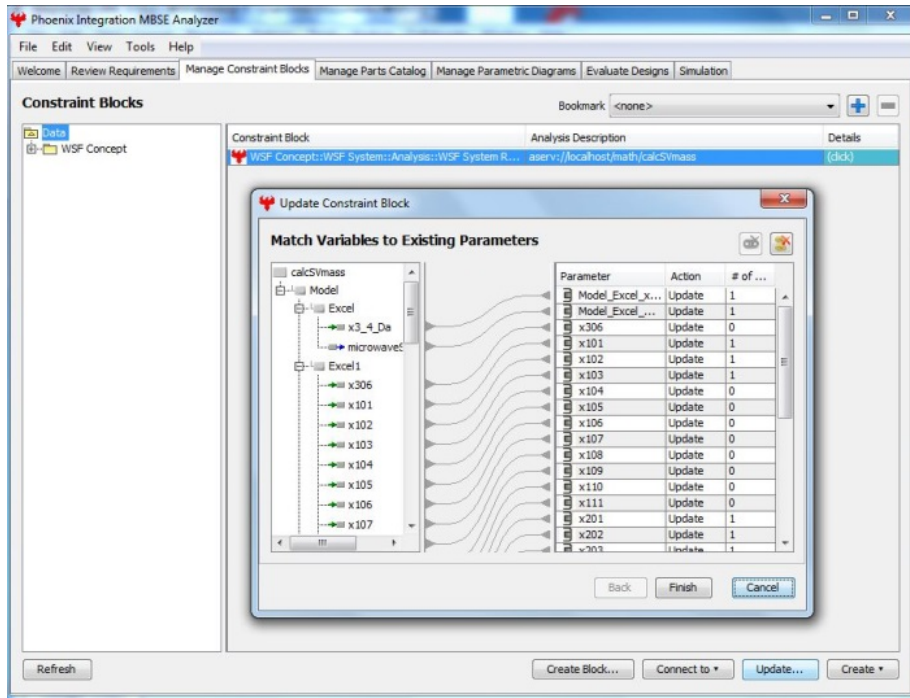 Phoenix Integration MBSE Analyzer
File Edit View Tools Help
Welcome Review Requirements Manage Constraint Blocks Manage Parts Catalog Manage Parametric Diagrams Evaluate Designs Simulation
Constraint Blocks
Bookmark <none>
Data
WSF Concept
Constraint Block Analysis Description Details
WSF Concept::WSF System::Analysis::WSF System R... aserv://localhost/math/calcSVmass (click)
Update Constraint Block
Match Variables to Existing Parameters
calcSVmass
Model
Excel
x3_4_Da
microwaveS
Excel1
x306
x101
x102
x103
x104
x105
x106
x107
Parameter Action # of ...
Model_Excel_x... Update 1
Model_Excel_... Update 1
x306 Update 0
x101 Update 1
x102 Update 1
x103 Update 1
x104 Update 0
x105 Update 0
x106 Update 0
x107 Update 0
x108 Update 0
x109 Update 0
x110 Update 0
x111 Update 0
x201 Update 1
x202 Update 1
x203 Update 1
Back Finish Cancel
Refresh Create Block... Connect to Update... Create